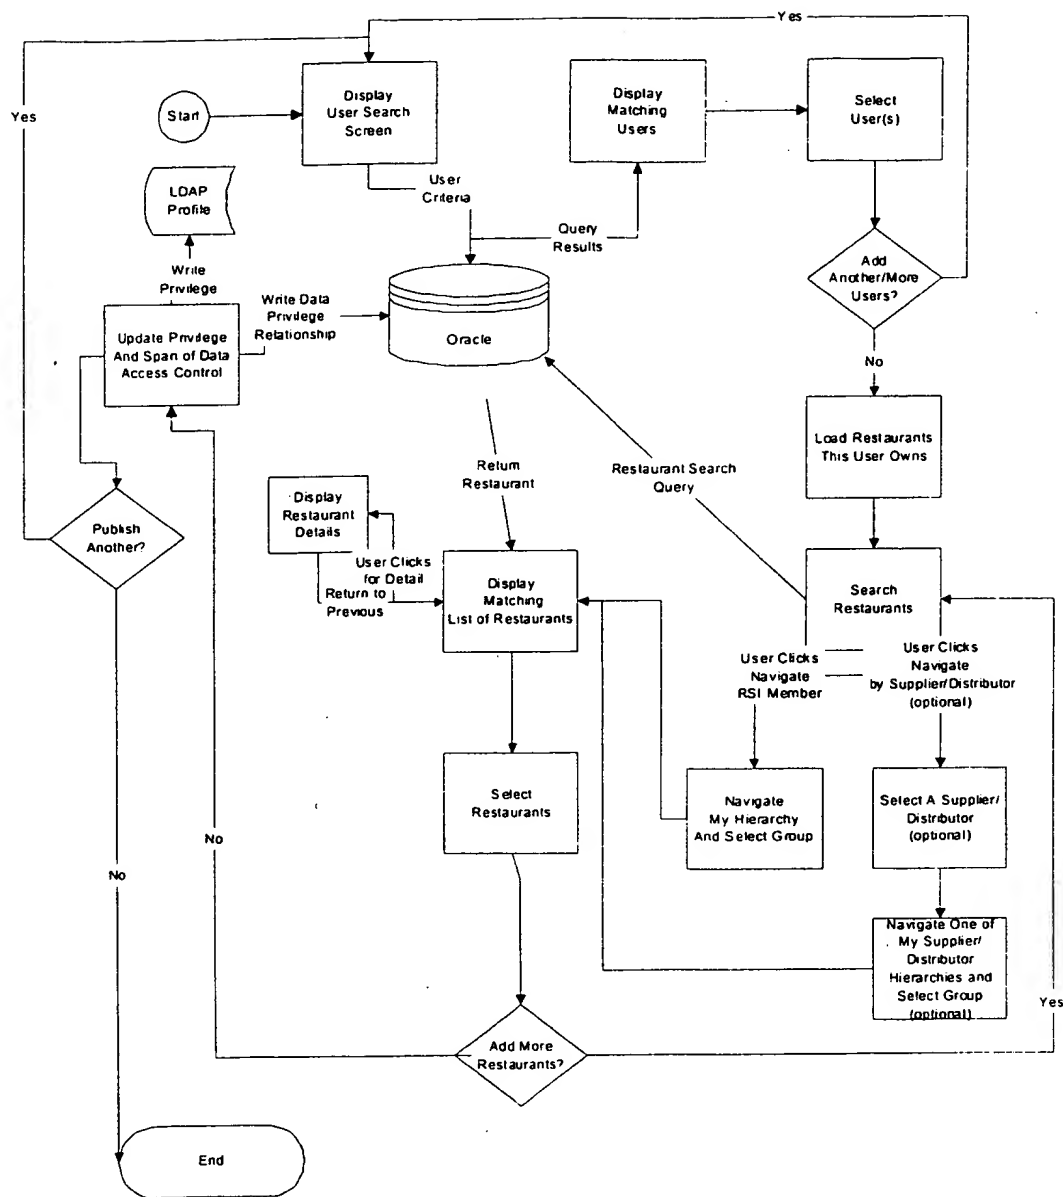 Yes
Yes
Start
Display
User Search
Screen
Display
Matching
Users
Select
User(s)
LDAP
Profile
User
Criteria
Query
Results
Add
Another/More
Users?
Write
Privilege
Write Data
Privilege
Relationship
Update Privilege
And Span of Data
Access Control
Oracle
No
Load Restaurants
This User Owns
Return
Restaurant
Restaurant Search
Query
Display
Restaurant
Details
Publish
Another?
User Clicks
for Detail
Return to
Previous
Display
Matching
List of Restaurants
Search
Restaurants
User Clicks
Navigate
RSI Member
User Clicks
Navigate
by Supplier/Distributor
(optional)
Select
Restaurants
Navigate
My Hierarchy
And Select Group
Select A Supplier/
Distributor
(optional)
No
No
Navigate One of
My Supplier/
Distributor
Hierarchies and
Select Group
(optional)
Yes
Add More
Restaurants?
End